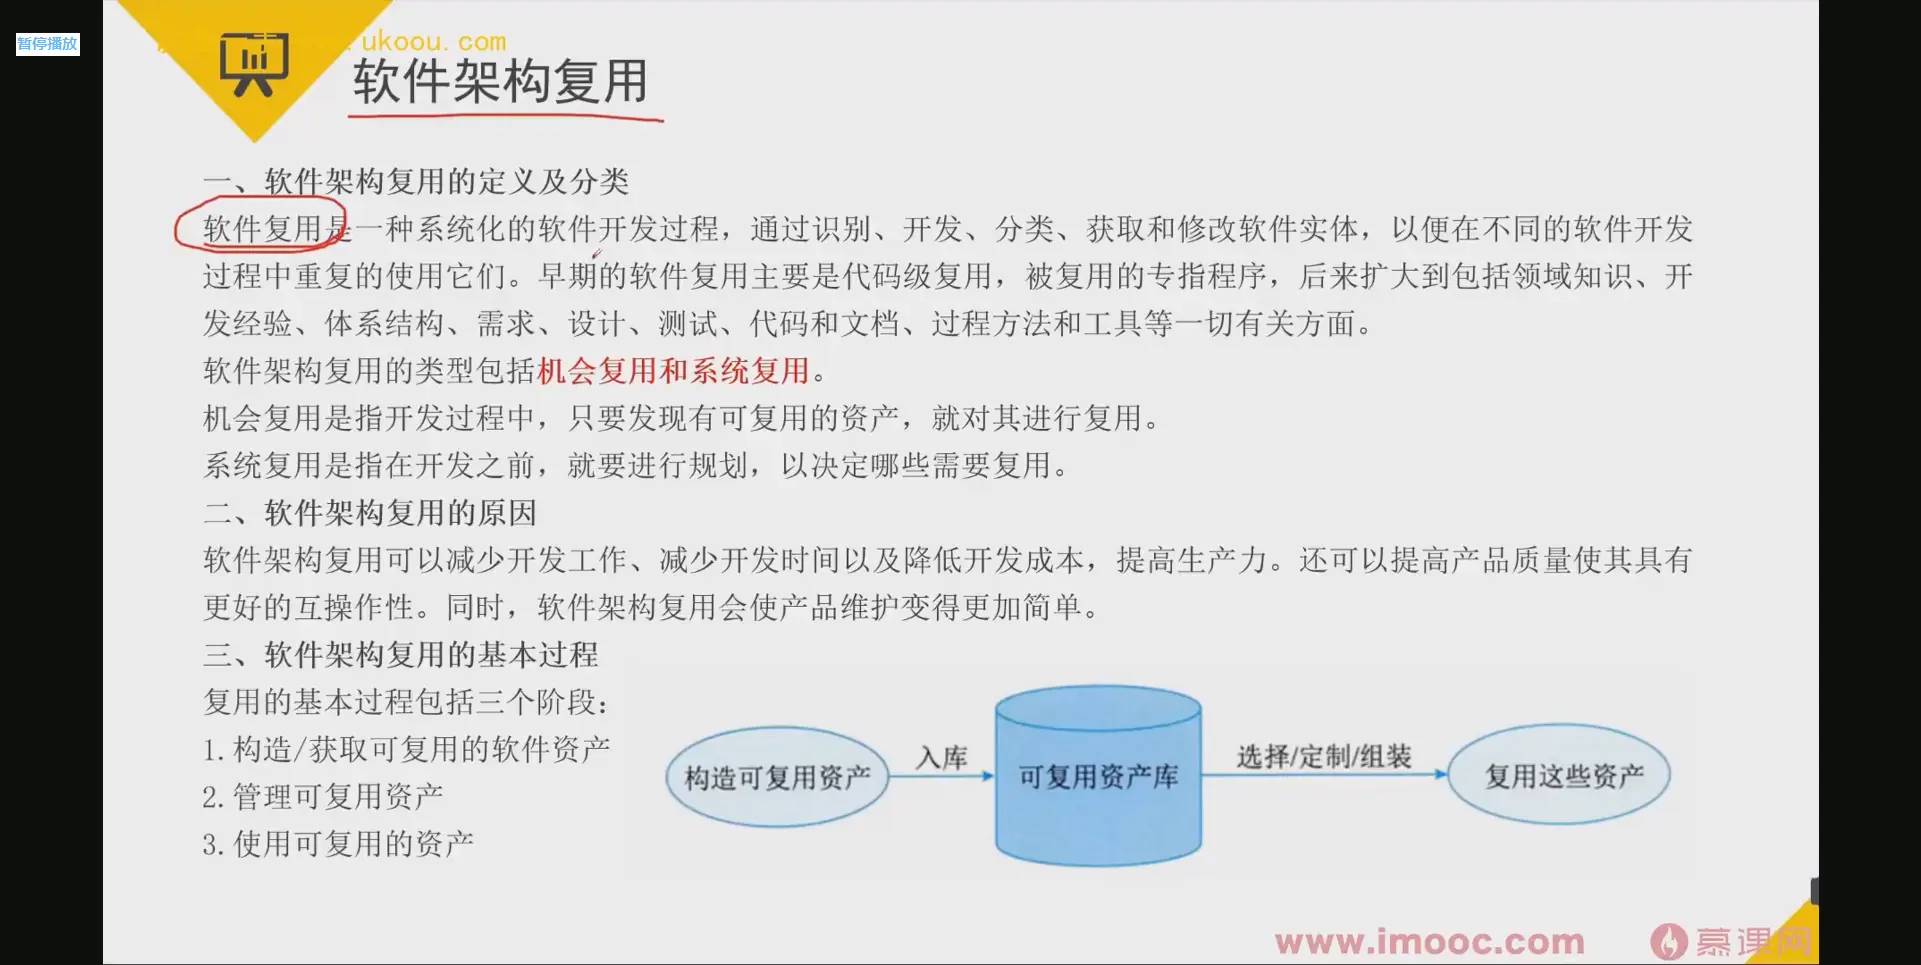 暂停播放
.ukoou.com
软件架构复用
一、软件架构复用的定义及分类
软件复用是一种系统化的软件开发过程，通过识别、开发、分类、获取和修改软件实体，以便在不同的软件开发
过程中重复的使用它们。早期的软件复用主要是代码级复用，被复用的专指程序，后来扩大到包括领域知识、开
发经验、体系结构、需求、设计、测试、代码和文档、过程方法和工具等一切有关方面。
软件架构复用的类型包括机会复用和系统复用。
机会复用是指开发过程中，只要发现有可复用的资产，就对其进行复用。
系统复用是指在开发之前，就要进行规划，以决定哪些需要复用。
二、软件架构复用的原因
软件架构复用可以减少开发工作、减少开发时间以及降低开发成本，提高生产力。还可以提高产品质量使其具有
更好的互操作性。同时，软件架构复用会使产品维护变得更加简单。
三、软件架构复用的基本过程
复用的基本过程包括三个阶段：
1.构造/获取可复用的软件资产
2.管理可复用资产
3.使用可复用的资产
构造可复用资产
入库
可复用资产库
选择/定制/组装
复用这些资产
www.imooc.com
慕课网